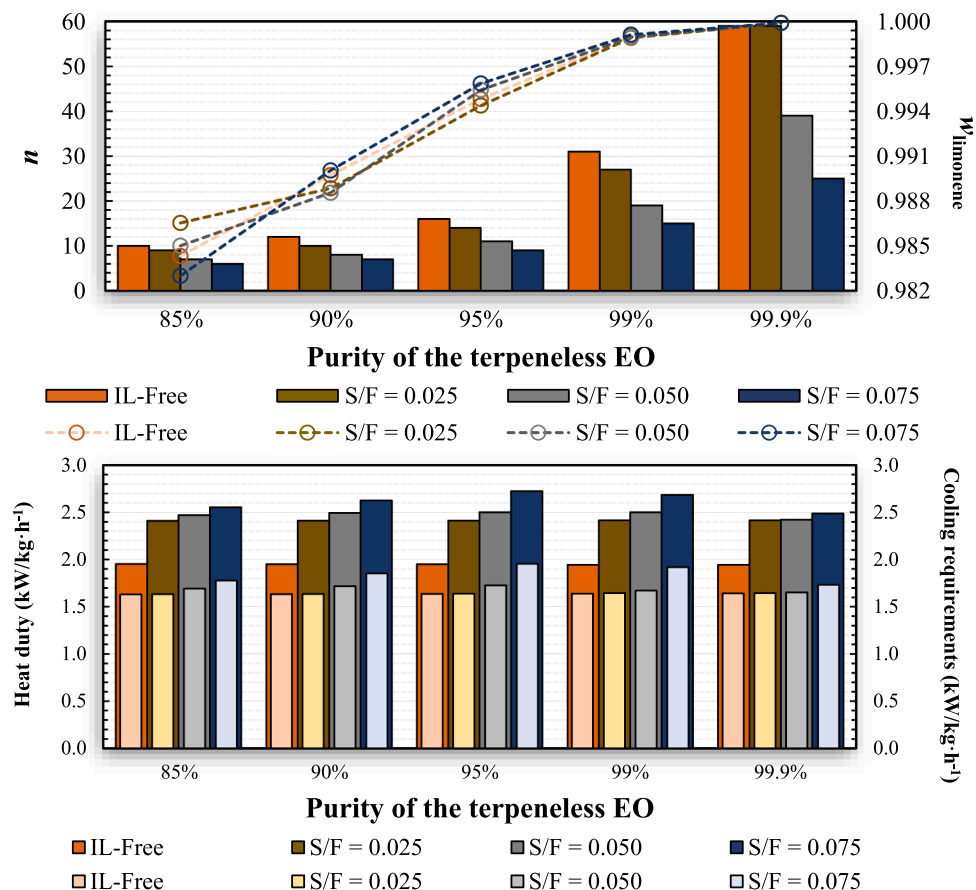 60
50
40
30
20
10
0
n
1.000
0.997
0.994
0.991
0.988
0.985
0.982
wlimonene
85% 90% 95% 99% 99.9%
Purity of the terpeneless EO
IL-Free S/F = 0.025 S/F = 0.050 S/F = 0.075
IL-Free S/F = 0.025 S/F = 0.050 S/F = 0.075
3.0
2.5
2.0
1.5
1.0
0.5
0.0
Heat duty (kW/kg·h-1)
3.0
2.5
2.0
1.5
1.0
0.5
0.0
Cooling requirements (kW/kg·h-1)
85% 90% 95% 99% 99.9%
Purity of the terpeneless EO
IL-Free S/F = 0.025 S/F = 0.050 S/F = 0.075
IL-Free S/F = 0.025 S/F = 0.050 S/F = 0.075